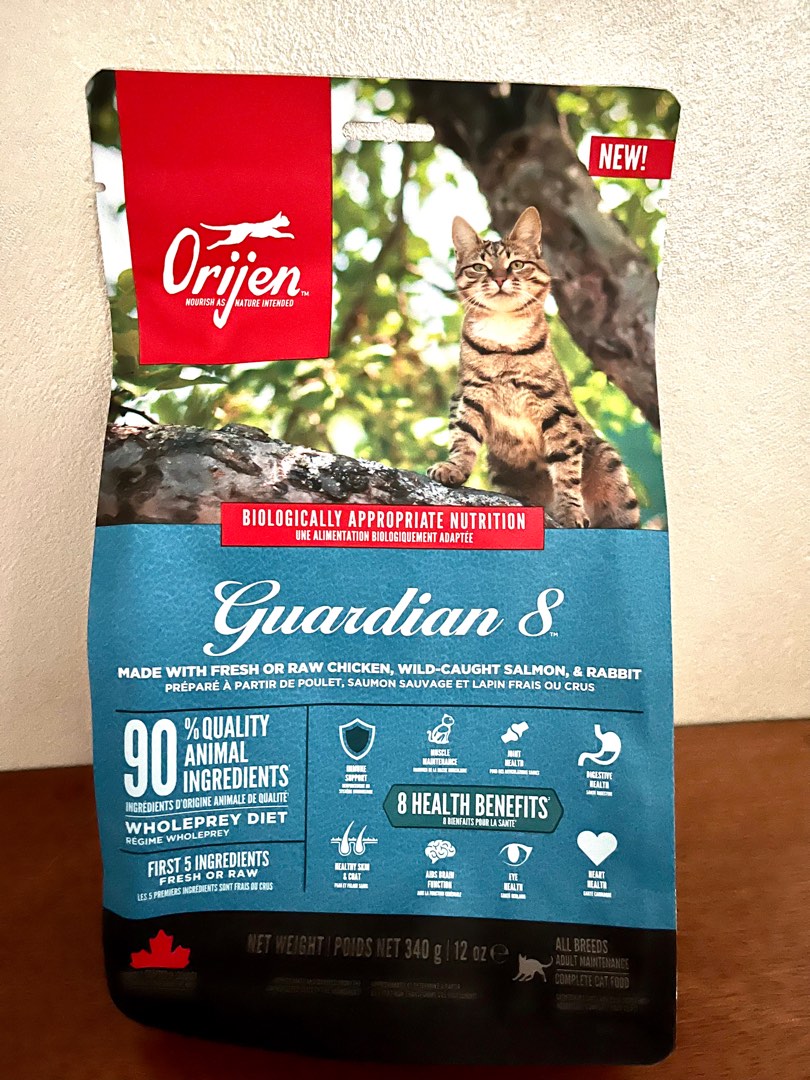 NEW!
Orijen™
NOURISH AS NATURE INTENDED
BIOLOGICALLY APPROPRIATE NUTRITION
UNE ALIMENTATION BIOLOGIQUEMENT ADAPTÉE
Guardian 8™
MADE WITH FRESH OR RAW CHICKEN, WILD-CAUGHT SALMON, & RABBIT
PRÉPARÉ À PARTIR DE POULET, SAUMON SAUVAGE ET LAPIN FRAIS OU CRUS
90% QUALITY
ANIMAL
INGREDIENTS
INGRÉDIENTS D'ORIGINE ANIMALE DE QUALITÉ
WHOLEPREY DIET
RÉGIME WHOLEPREY
FIRST 5 INGREDIENTS
FRESH OR RAW
LES 5 PREMIERS INGRÉDIENTS SONT FRAIS OU CRUS
IMMUNE
SUPPORT
MUSCLE
MAINTENANCE
JOINT
HEALTH
DIGESTIVE
HEALTH
8 HEALTH BENEFITS
8 BIENFAITS POUR LA SANTÉ
HEALTHY SKIN
& COAT
AIDS BRAIN
FUNCTION
EYE
HEALTH
HEART
HEALTH
NET WEIGHT | POIDS NET 340 g | 12 oz ℮
ALL BREEDS
ADULT MAINTENANCE
COMPLETE CAT FOOD